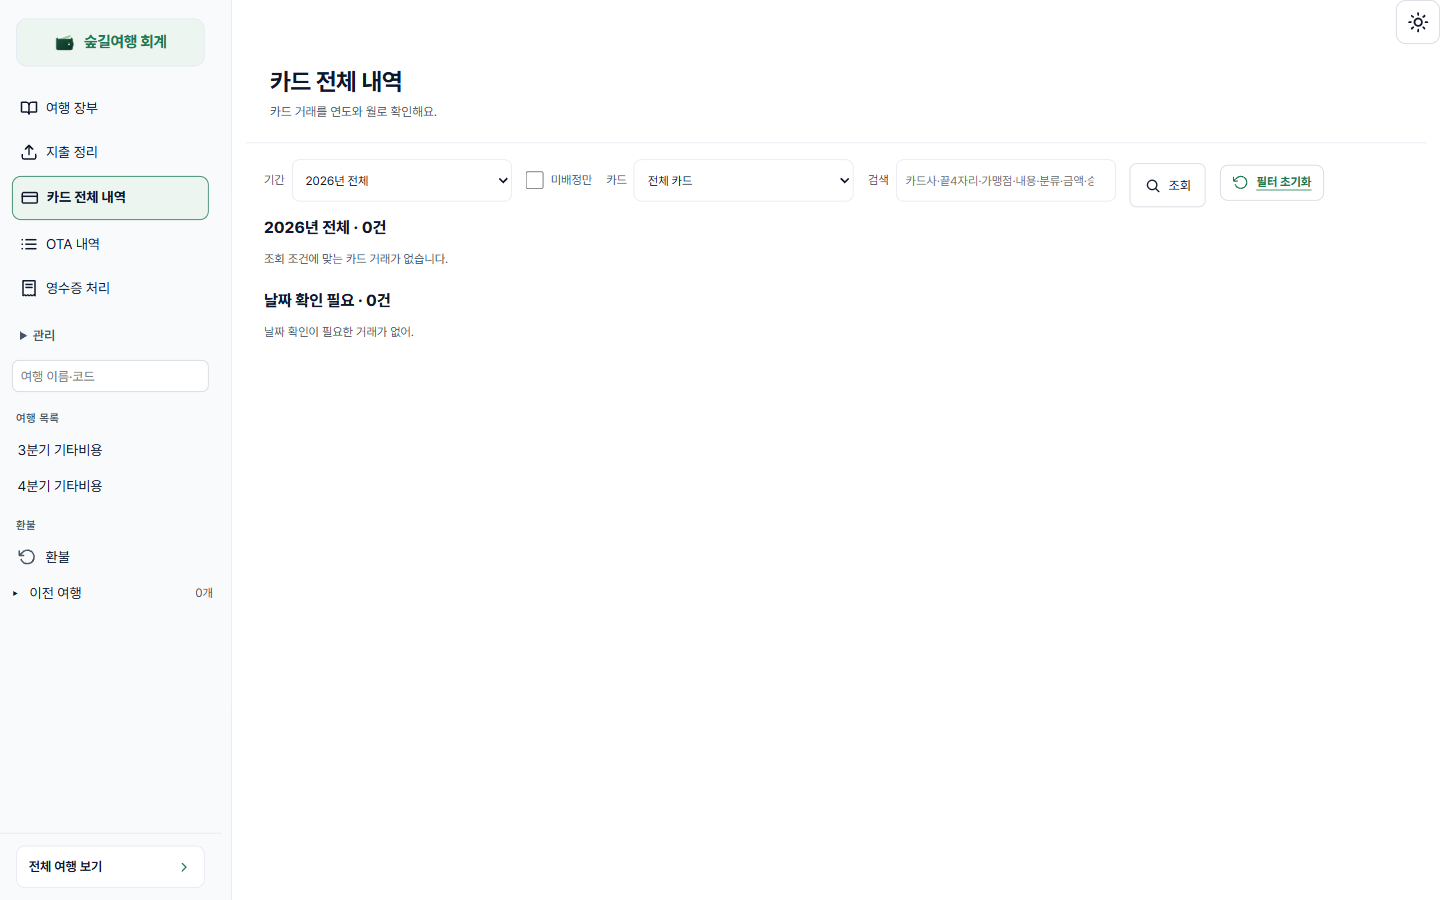 숲길여행 회계
여행 장부
지출 정리
카드 전체 내역
OTA 내역
영수증 처리
▶ 관리
여행 이름·코드
여행 목록
3분기 기타비용
4분기 기타비용
환불
환불
▸ 이전 여행 0개
전체 여행 보기
카드 전체 내역
카드 거래를 연도와 월로 확인해요.
기간 2026년 전체 미배정만 카드 전체 카드 검색 카드사·끝4자리·가맹점·내용·분류·금액· 조회 필터 초기화
2026년 전체 · 0건
조회 조건에 맞는 카드 거래가 없습니다.
날짜 확인 필요 · 0건
날짜 확인이 필요한 거래가 없어.